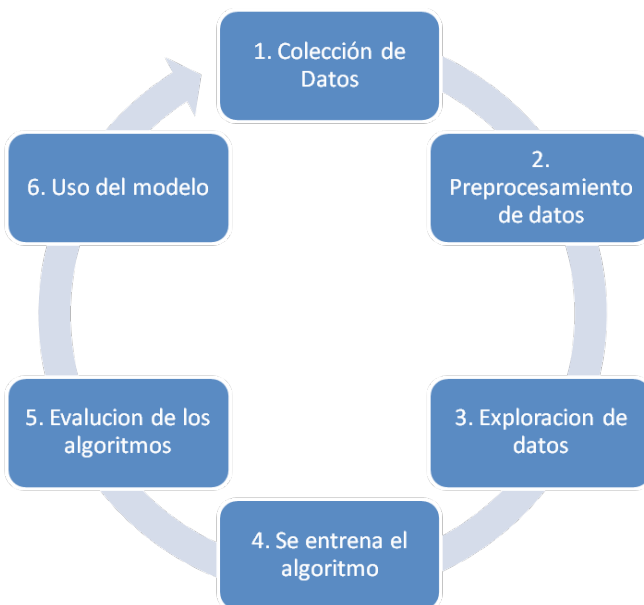 1. Colección de
Datos
2.
Preprocesamiento
de datos
3. Exploracion de
datos
4. Se entrena el
algoritmo
5. Evalucion de los
algoritmos
6. Uso del modelo